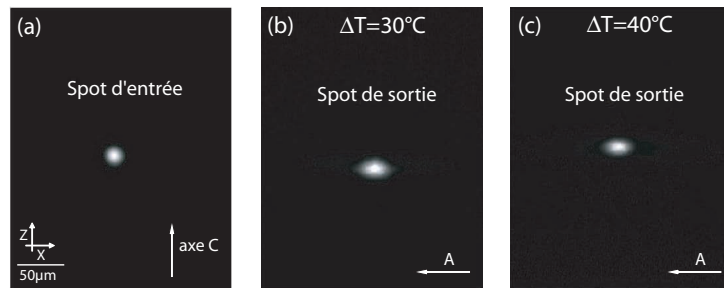 (a)
Spot d'entrée
Z
X
50µm
axe C
(b) ΔT=30°C
Spot de sortie
A
(c) ΔT=40°C
Spot de sortie
A